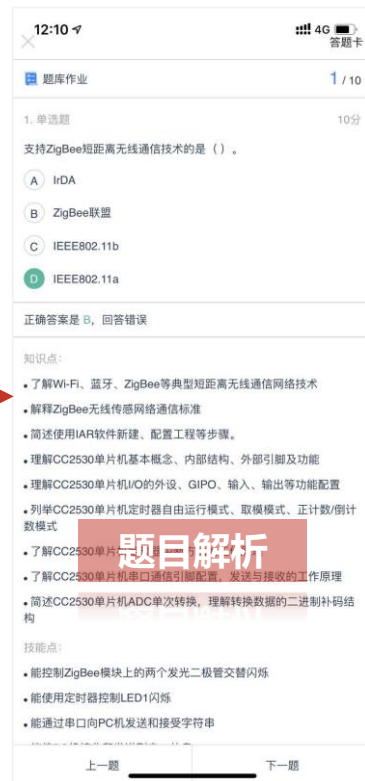 12:10
4G
答题卡
题库作业
1 / 10
1. 单选题
10分
支持ZigBee短距离无线通信技术的是（ ）。
A IrDA
B ZigBee联盟
C IEEE802.11b
D IEEE802.11a
正确答案是 B，回答错误
知识点：
• 了解Wi-Fi、蓝牙、ZigBee等典型短距离无线通信网络技术
• 解释ZigBee无线传感网络通信标准
• 简述使用IAR软件新建、配置工程等步骤。
• 理解CC2530单片机基本概念、内部结构、外部引脚及功能
• 理解CC2530单片机I/O的外设、GIPO、输入、输出等功能配置
• 列举CC2530单片机定时器自由运行模式、取模模式、正计数/倒计
数模式
• 了解CC2530单片
题目解析
• 了解CC2530单片机串口通信引脚配置，发送与接收的工作原理
• 简述CC2530单片机ADC单次转换，理解转换数据的二进制补码结
构
技能点：
• 能控制ZigBee模块上的两个发光二极管交替闪烁
• 能使用定时器控制LED1闪烁
• 能通过串口向PC机发送和接受字符串
上一题
下一题